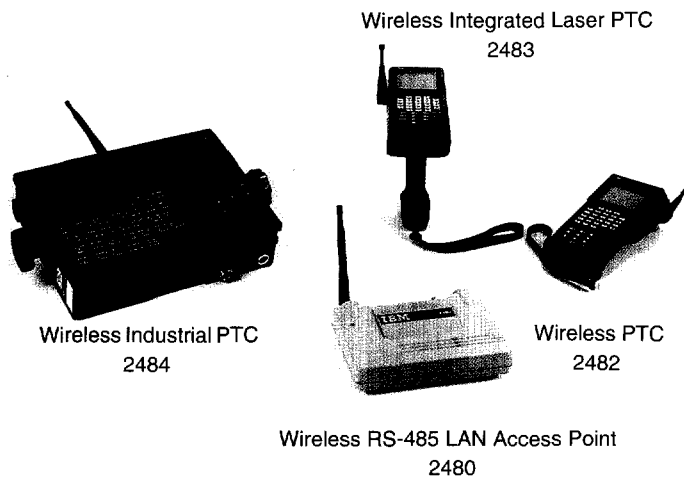 Wireless Integrated Laser PTC
2483
Wireless Industrial PTC
2484
IBM
Wireless PTC
2482
Wireless RS-485 LAN Access Point
2480